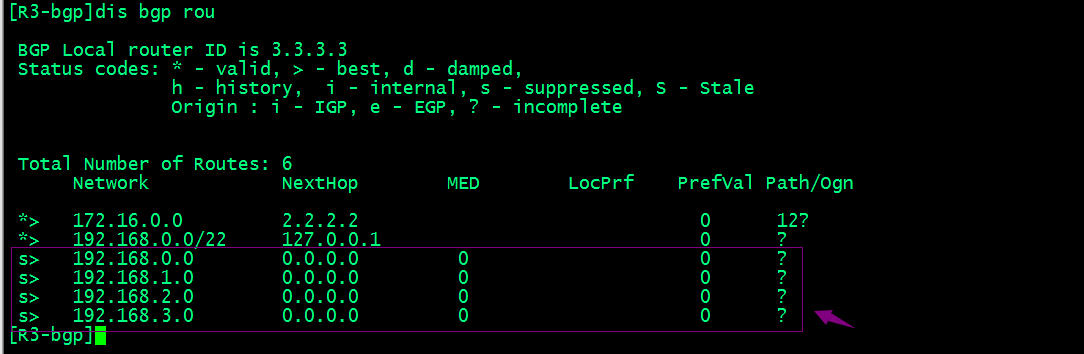 [R3-bgp]dis bgp rou
BGP Local router ID is 3.3.3.3
Status codes: * - valid, > - best, d - damped,
h - history,  i - internal, s - suppressed, S - Stale
Origin : i - IGP, e - EGP, ? - incomplete
Total Number of Routes: 6
Network NextHop MED LocPrf PrefVal Path/Ogn
*> 172.16.0.0 2.2.2.2 0 12?
*> 192.168.0.0/22 127.0.0.1 0 ?
s> 192.168.0.0 0.0.0.0 0 0 ?
s> 192.168.1.0 0.0.0.0 0 0 ?
s> 192.168.2.0 0.0.0.0 0 0 ?
s> 192.168.3.0 0.0.0.0 0 0 ?
[R3-bgp]